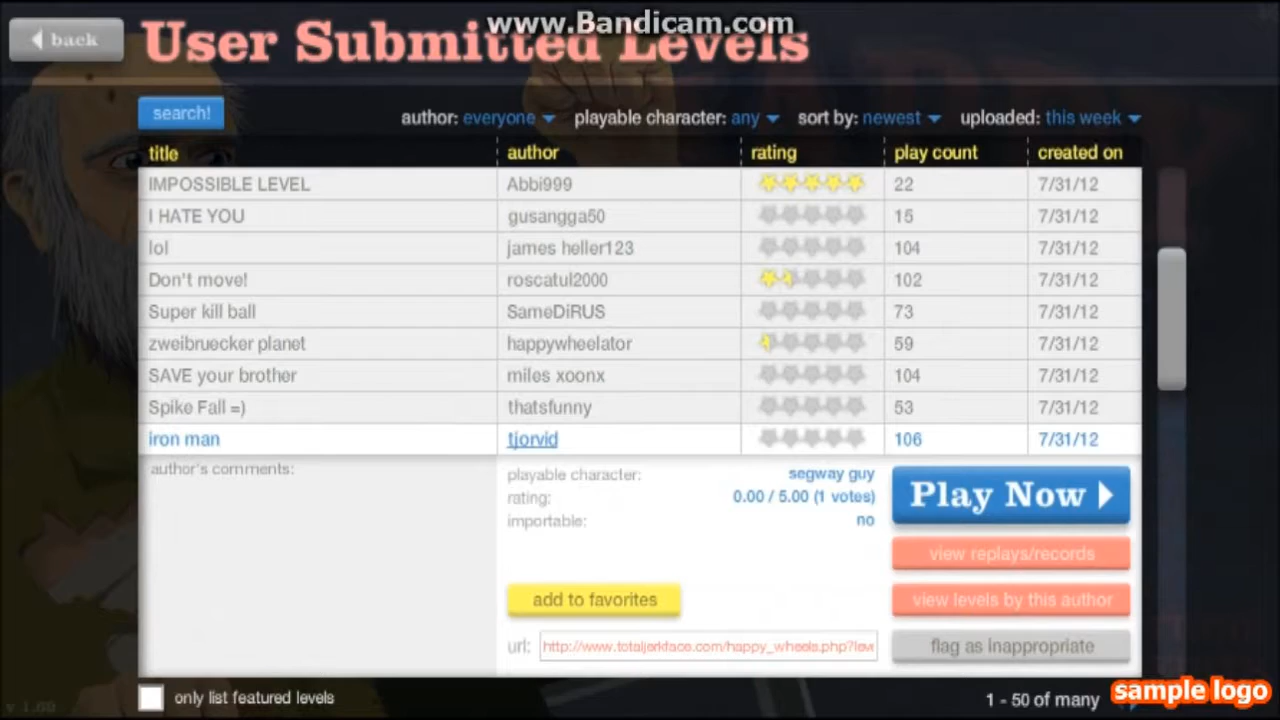 www.Bandicam.com
back
User Submitted Levels
search!
author: everyone playable character: any sort by: newest uploaded: this week
title author rating play count created on
IMPOSSIBLE LEVEL Abbi999 22 7/31/12
I HATE YOU gusangga50 15 7/31/12
lol james heller123 104 7/31/12
Don't move! roscatul2000 102 7/31/12
Super kill ball SameDiRUS 73 7/31/12
zweibruecker planet happywheelator 59 7/31/12
SAVE your brother miles xoonx 104 7/31/12
Spike Fall =) thatsfunny 53 7/31/12
iron man tjorvid 106 7/31/12
author's comments:
playable character: segway guy
rating: 0.00 / 5.00 (1 votes)
importable: no
Play Now
view replays/records
add to favorites
view levels by this author
url: http://www.totaljerkface.com/happy_wheels.php?leve
flag as inappropriate
only list featured levels
1 - 50 of many
sample logo